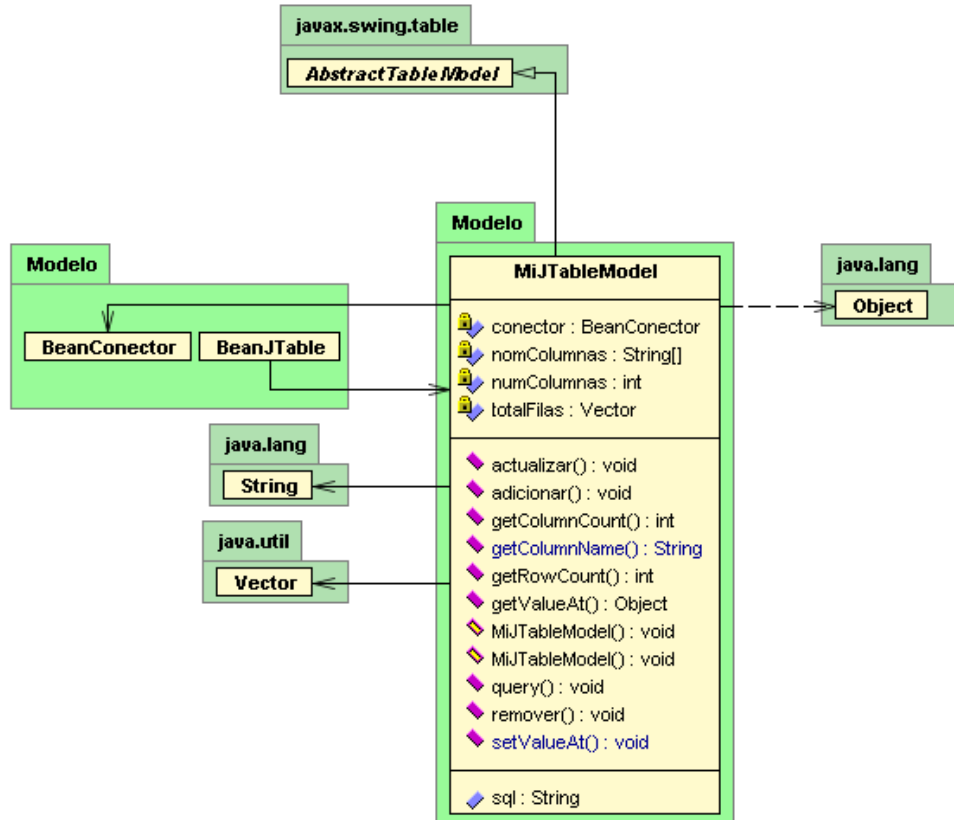 javax.swing.table
AbstractTableModel
Modelo
MiJTableModel
conector : BeanConector
nomColumnas : String[]
numColumnas : int
totalFilas : Vector
actualizar() : void
adicionar() : void
getColumnCount() : int
getColumnName() : String
getRowCount() : int
getValueAt() : Object
MiJTableModel() : void
MiJTableModel() : void
query() : void
remover() : void
setValueAt() : void
sql : String
Modelo
BeanConector
BeanJTable
java.lang
String
java.util
Vector
java.lang
Object